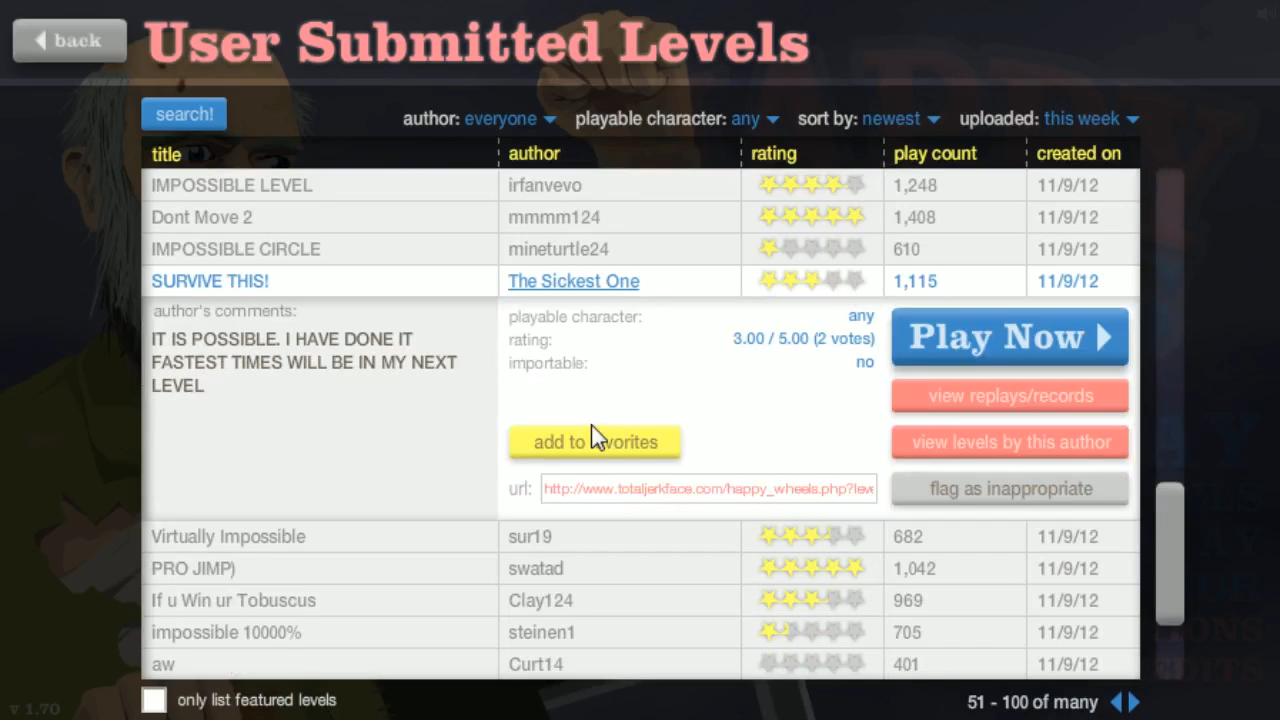 back
User Submitted Levels
search!
author: everyone playable character: any sort by: newest uploaded: this week
title author rating play count created on
IMPOSSIBLE LEVEL irfanvevo 1,248 11/9/12
Dont Move 2 mmmm124 1,408 11/9/12
IMPOSSIBLE CIRCLE mineturtle24 610 11/9/12
SURVIVE THIS! The Sickest One 1,115 11/9/12
author's comments:
IT IS POSSIBLE. I HAVE DONE IT
FASTEST TIMES WILL BE IN MY NEXT
LEVEL
playable character: any
rating: 3.00 / 5.00 (2 votes)
importable: no
add to favorites
url: http://www.totaljerkface.com/happy_wheels.php?leve
Play Now
view replays/records
view levels by this author
flag as inappropriate
Virtually Impossible sur19 682 11/9/12
PRO JIMP) swatad 1,042 11/9/12
If u Win ur Tobuscus Clay124 969 11/9/12
impossible 10000% steinen1 705 11/9/12
aw Curt14 401 11/9/12
only list featured levels
51 - 100 of many
v 1.70